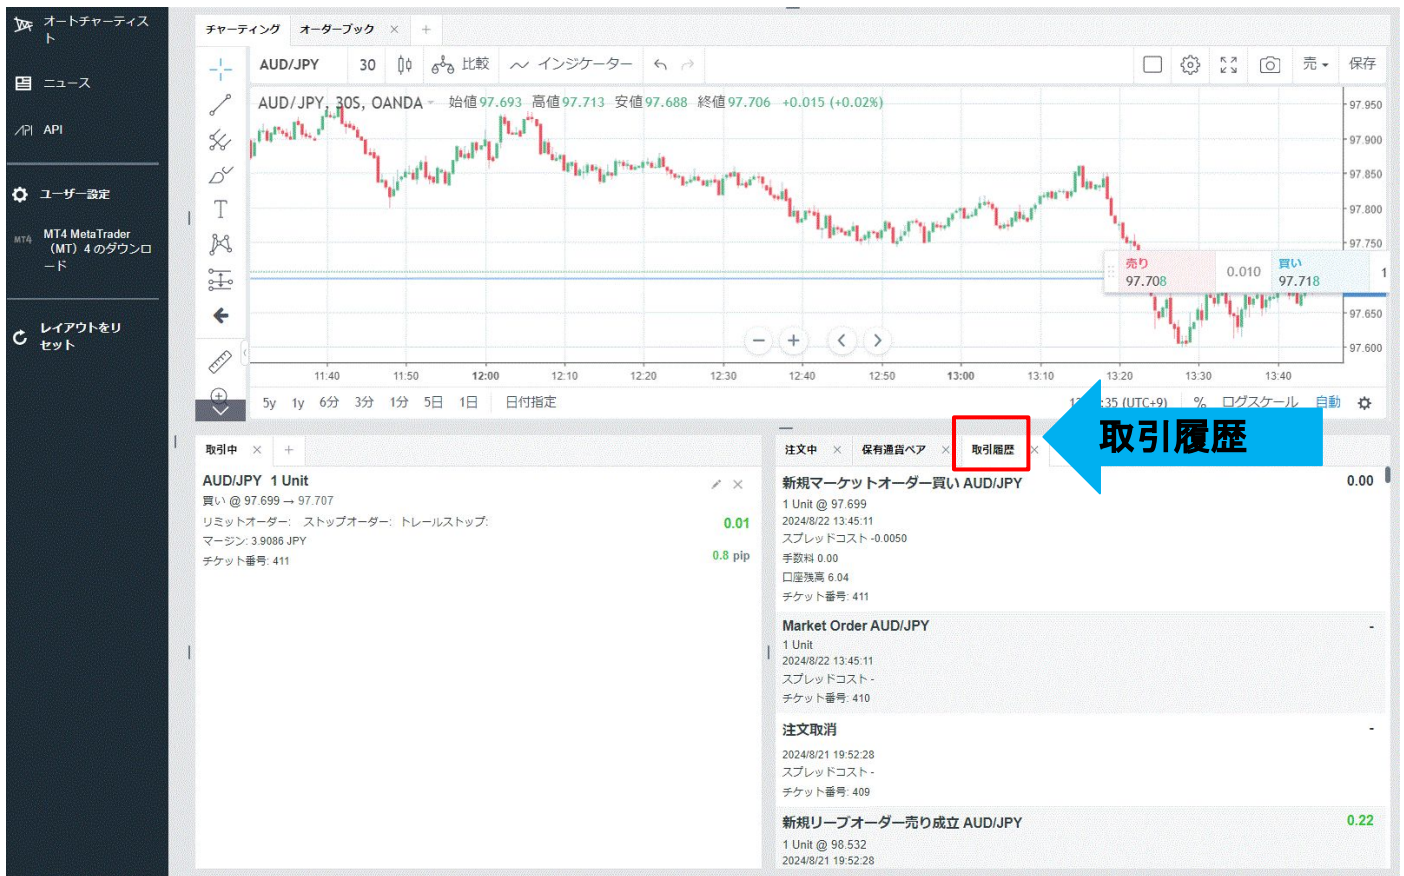 オートチャーティス
ト
ニュース
API
ユーザー設定
MT4 MT4 MetaTrader
（MT）4 のダウンロ
ード
レイアウトをリ
セット
チャーティング オーダーブック × +
AUD/JPY 30 比較 インジケーター 売 保存
AUD/JPY, 30S, OANDA 始値97.693 高値97.713 安値97.688 終値97.706 +0.015 (+0.02%)
97.950
97.900
97.850
97.800
97.750
売り 97.708 0.010 買い 97.718 1
97.650
97.600
11:40 11:50 12:00 12:10 12:20 12:30 12:40 12:50 13:00 13:10 13:20 13:30 13:40
5y 1y 6分 3分 1分 5日 1日 日付指定 :35 (UTC+9) % ログスケール 自動
取引履歴
取引中 × +
AUD/JPY 1 Unit
買い @ 97.699 → 97.707
リミットオーダー: ストップオーダー: トレールストップ: 0.01
マージン: 3.9086 JPY
0.8 pip
チケット番号: 411
注文中 × 保有通貨ペア × 取引履歴 ×
新規マーケットオーダー買い AUD/JPY 0.00
1 Unit @ 97.699
2024/8/22 13:45:11
スプレッドコスト -0.0050
手数料 0.00
口座残高 6.04
チケット番号: 411
Market Order AUD/JPY -
1 Unit
2024/8/22 13:45:11
スプレッドコスト -
チケット番号: 410
注文取消 -
2024/8/21 19:52:28
スプレッドコスト -
チケット番号: 409
新規リーブオーダー売り成立 AUD/JPY 0.22
1 Unit @ 98.532
2024/8/21 19:52:28